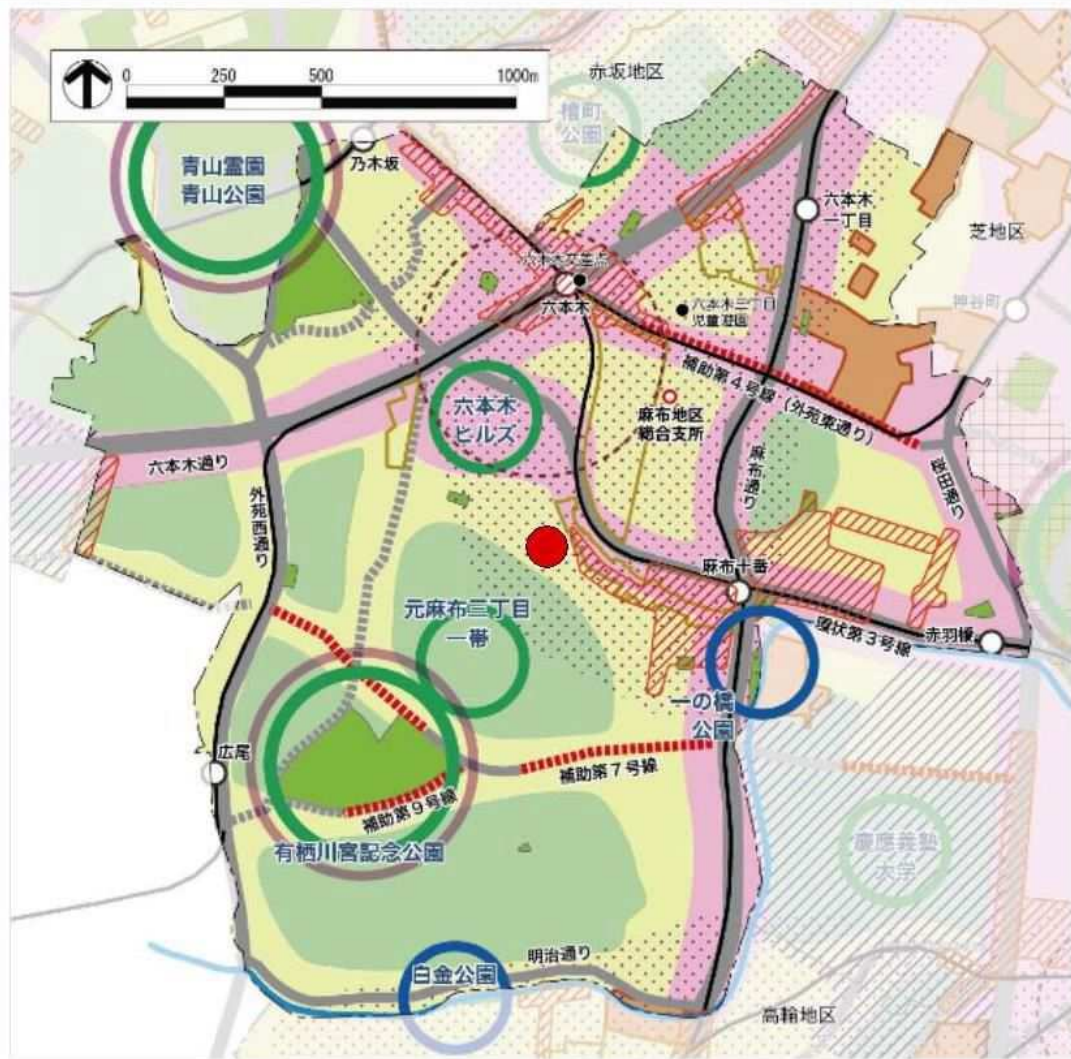 0 250 500 1000m
赤坂地区
檜町
公園
青山霊園
青山公園
乃木坂
六本木
一丁目
芝地区
神谷町
六本木交差点
六本木
六本木三丁目
児童遊園
補助第4号線（外苑東通り）
六本木
ヒルズ
麻布地区
総合支所
六本木通り
外苑西通り
麻布通り
桜田通り
麻布十番
環状第3号線
赤羽橋
元麻布二丁目
一帯
一の橋
公園
広尾
補助第7号線
補助第9号線
有栖川宮記念公園
慶應義塾
大学
明治通り
白金公園
高輪地区